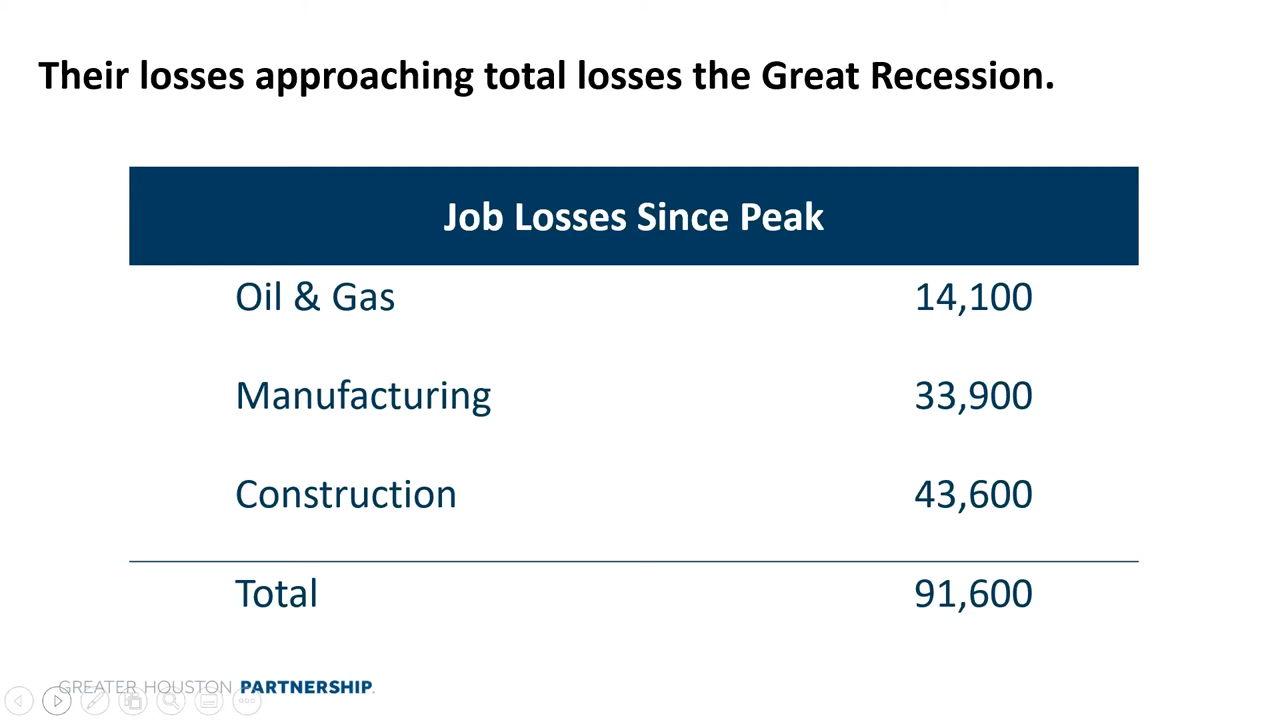 Their losses approaching total losses the Great Recession.
Job Losses Since Peak
Oil & Gas 14,100
Manufacturing 33,900
Construction 43,600
Total 91,600
GREATER HOUSTON PARTNERSHIP.